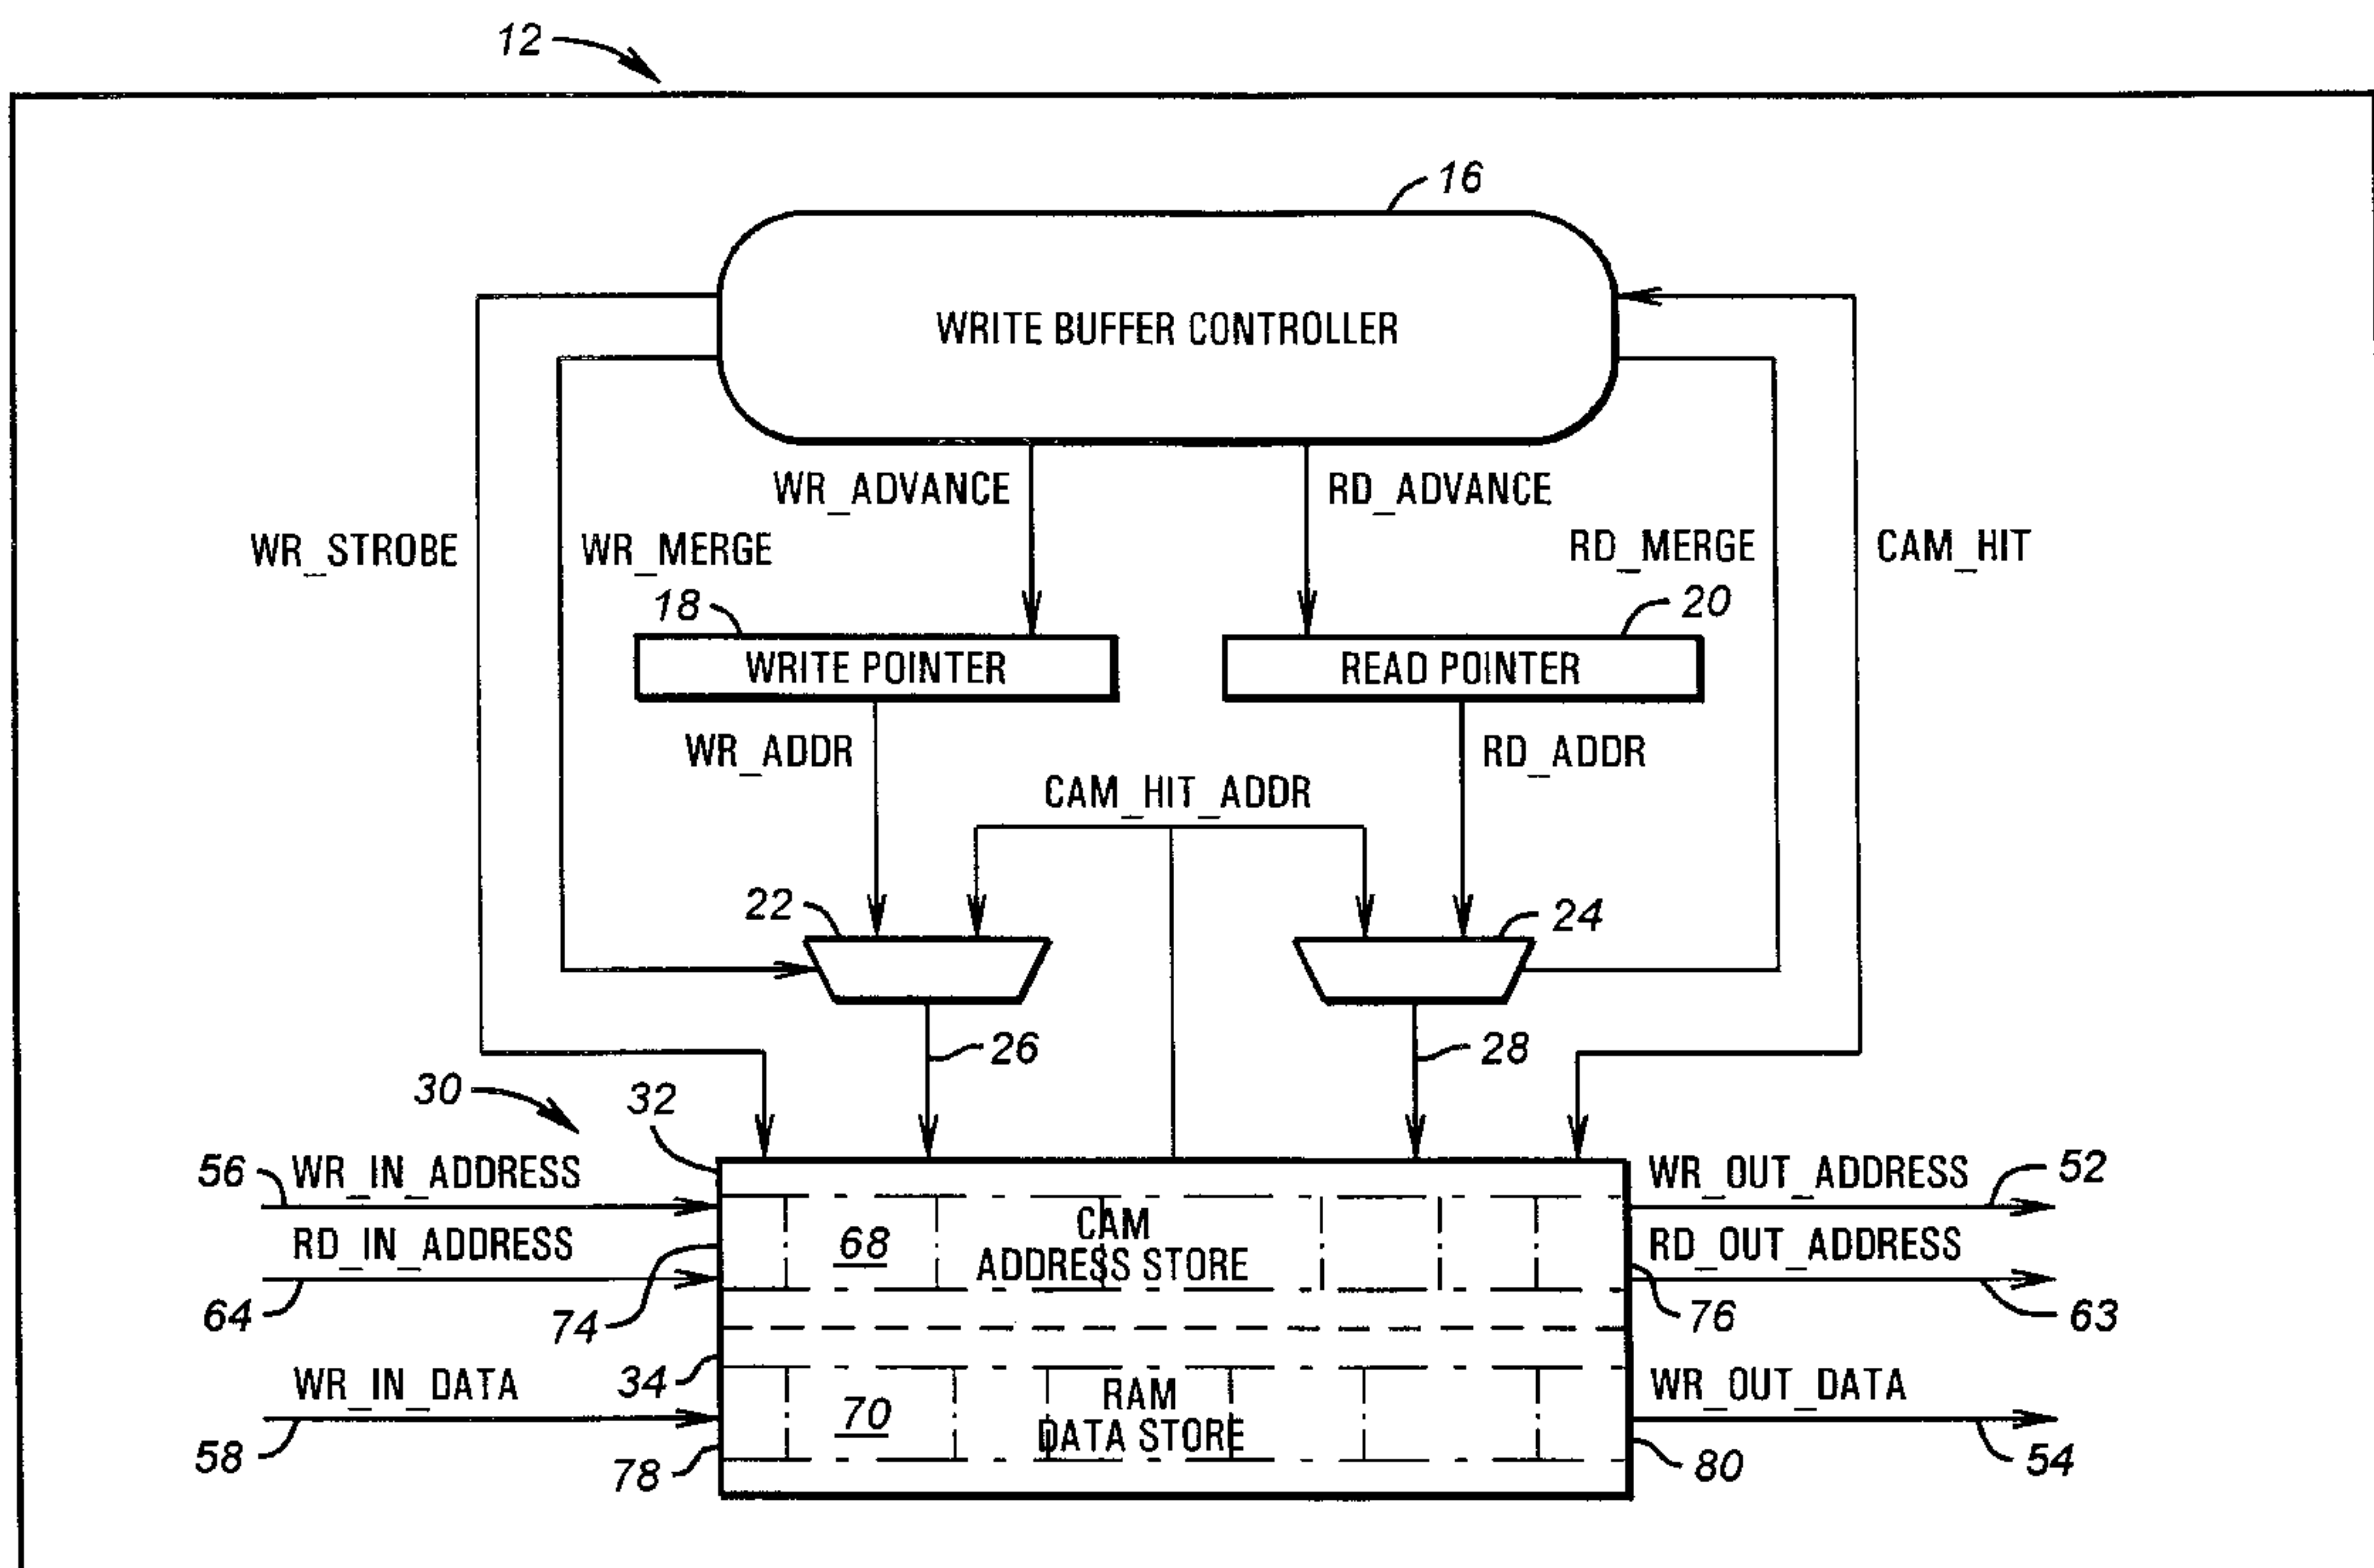 12
16
WRITE BUFFER CONTROLLER
WR_ADVANCE
RD_ADVANCE
WR_STROBE
WR_MERGE
RD_MERGE
CAM_HIT
18
20
WRITE POINTER
READ POINTER
WR_ADDR
RD_ADDR
CAM_HIT_ADDR
22
24
26
28
30
32
56
WR_IN_ADDRESS
WR_OUT_ADDRESS
52
RD_IN_ADDRESS
68
CAM
ADDRESS STORE
RD_OUT_ADDRESS
64
74
76
63
34
WR_IN_DATA
70
RAM
DATA STORE
WR_OUT_DATA
58
78
80
54